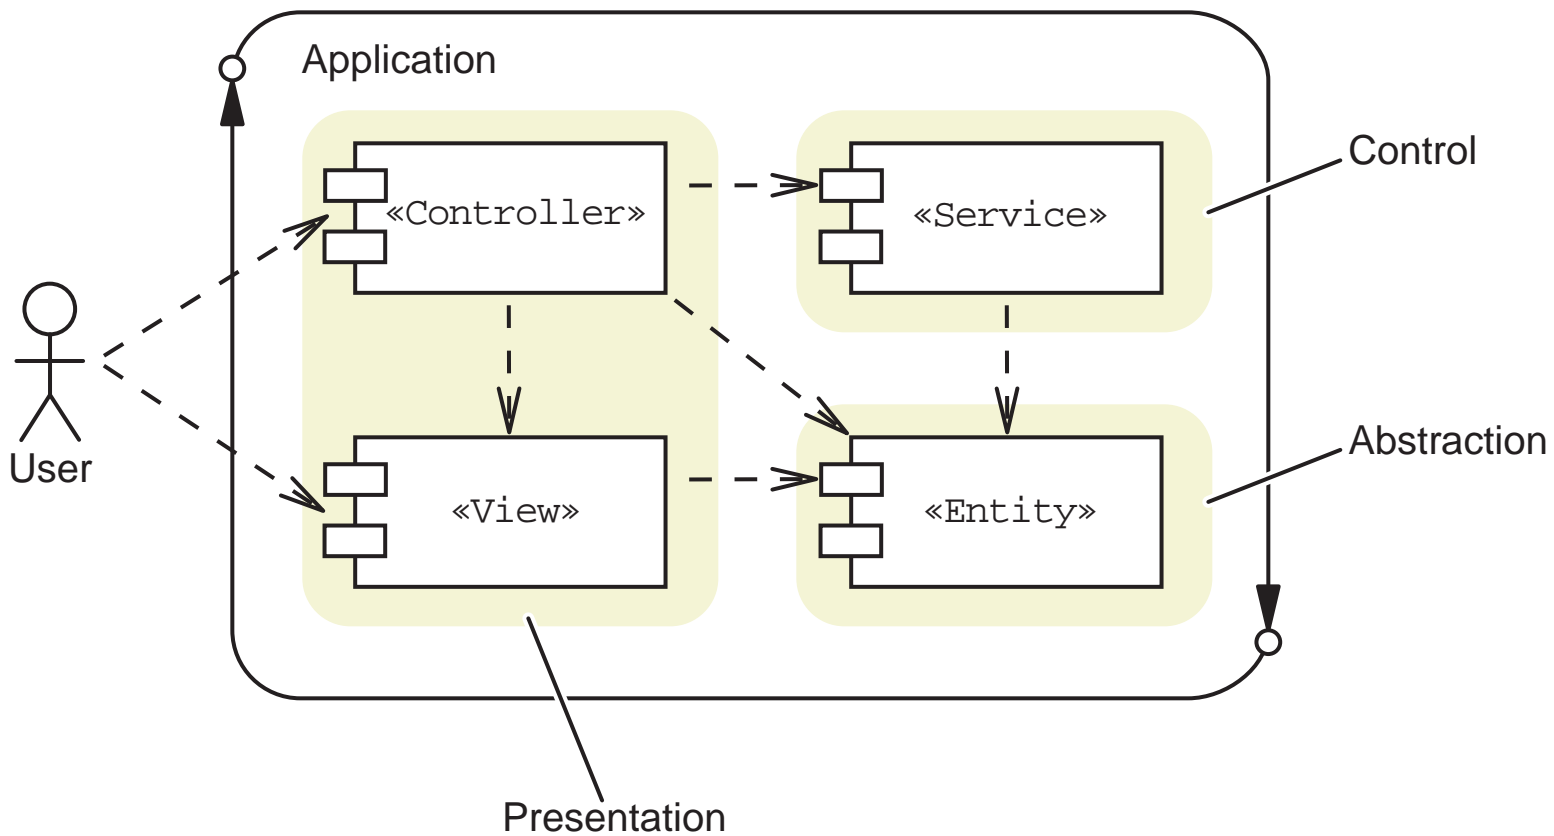 Application
Control
«Controller»
«Service»
Abstraction
User
«View»
«Entity»
Presentation